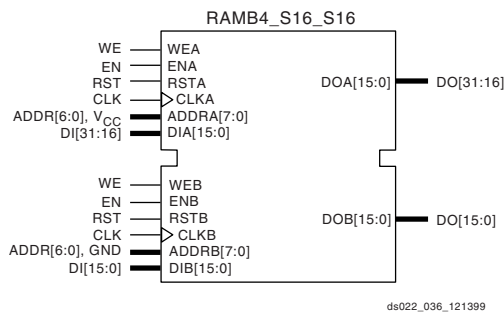 RAMB4_S16_S16
WE WEA
EN ENA
RST RSTA DOA[15:0] DO[31:16]
CLK CLKA
ADDR[6:0], VCC ADDRA[7:0]
DI[31:16] DIA[15:0]
WE WEB
EN ENB
RST RSTB DOB[15:0] DO[15:0]
CLK CLKB
ADDR[6:0], GND ADDRB[7:0]
DI[15:0] DIB[15:0]
ds022_036_121399